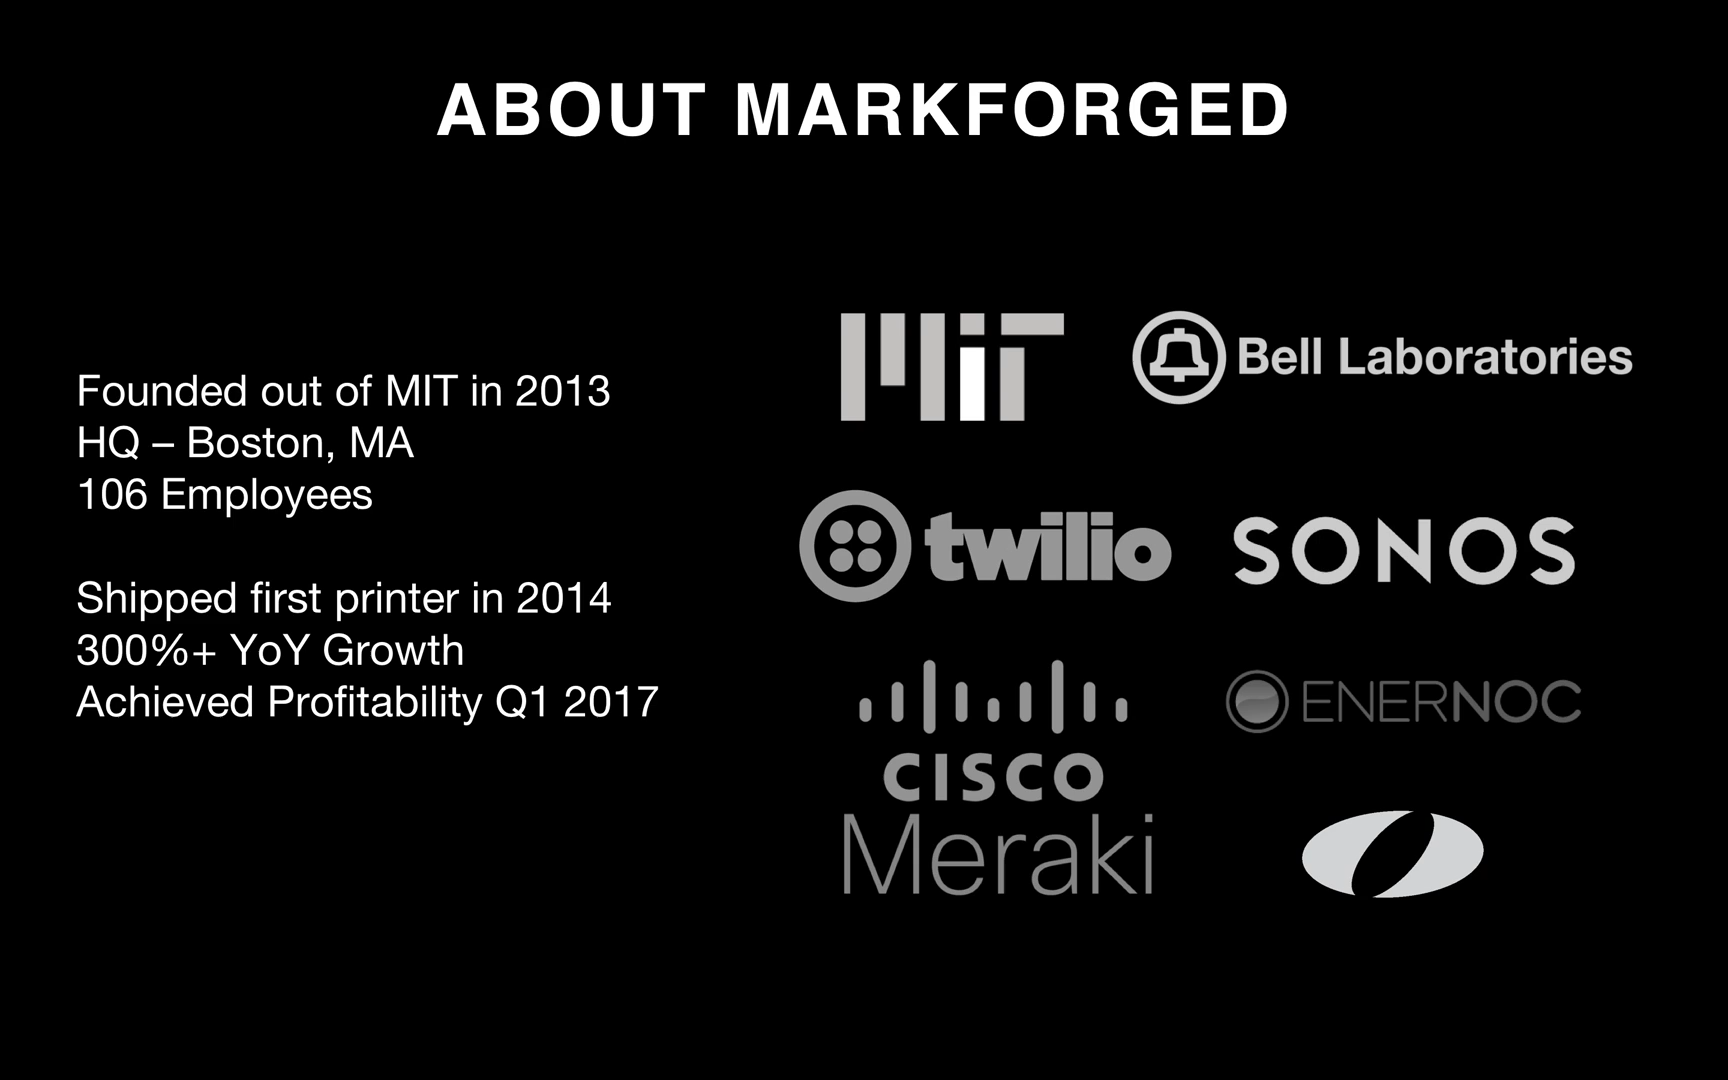 ABOUT MARKFORGED
Founded out of MIT in 2013
HQ – Boston, MA
106 Employees
Shipped first printer in 2014
300%+ YoY Growth
Achieved Profitability Q1 2017
MiT
Bell Laboratories
twilio
SONOS
CISCO
Meraki
ENERNOC